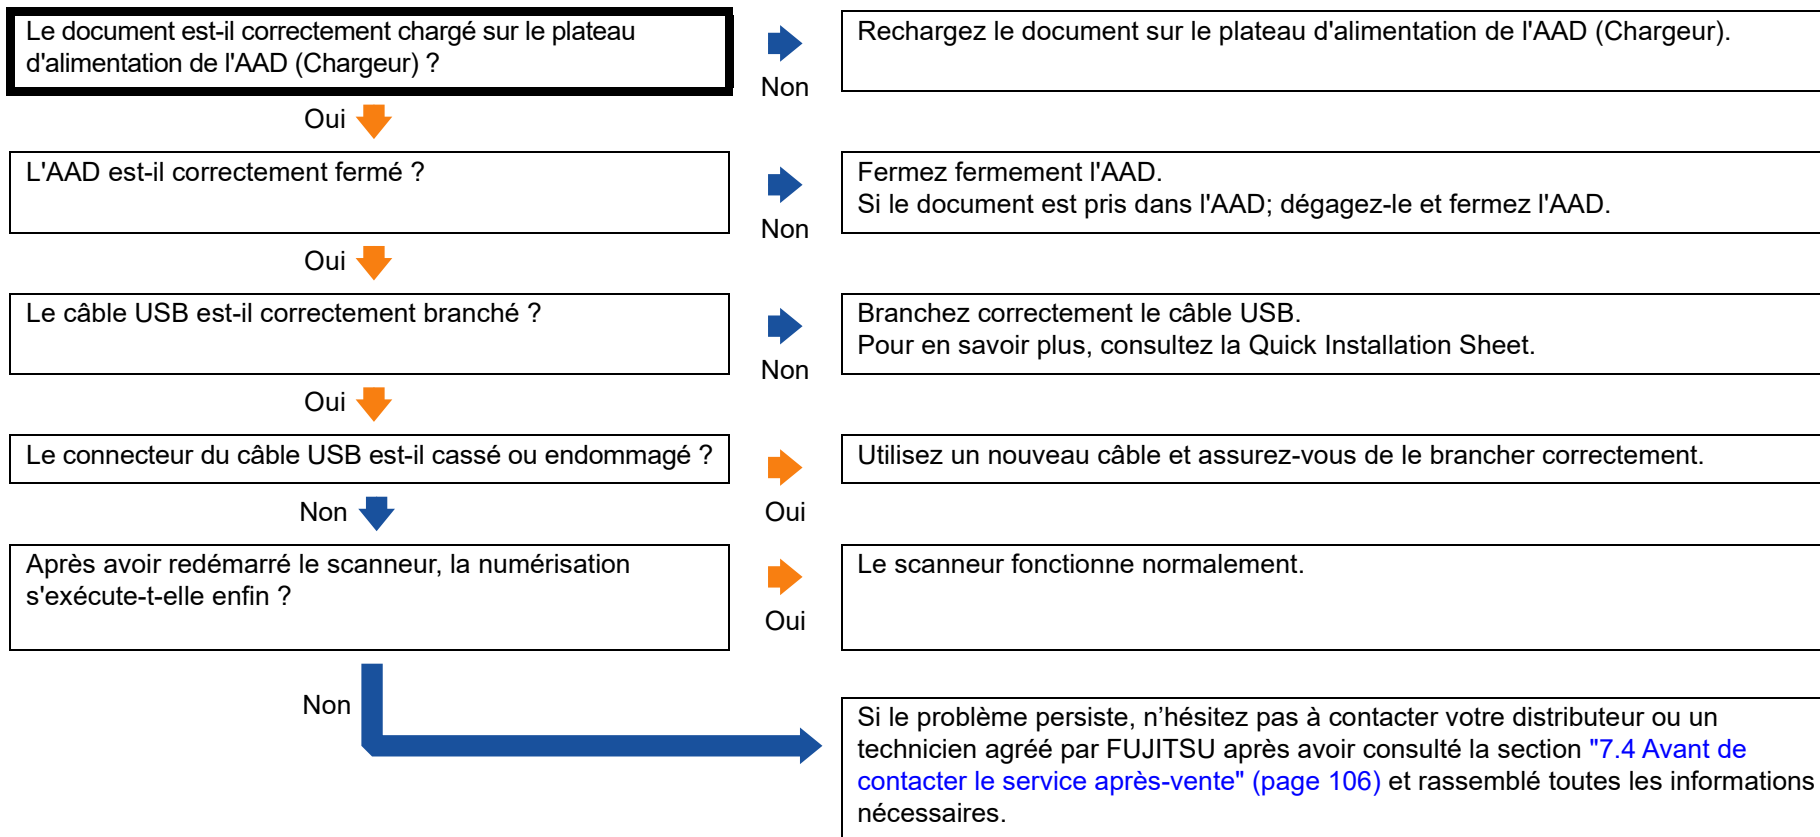 Le document est-il correctement chargé sur le plateau
d'alimentation de l'AAD (Chargeur) ?
Non
Rechargez le document sur le plateau d'alimentation de l'AAD (Chargeur).
Oui
L'AAD est-il correctement fermé ?
Non
Fermez fermement l'AAD.
Si le document est pris dans l'AAD; dégagez-le et fermez l'AAD.
Oui
Le câble USB est-il correctement branché ?
Non
Branchez correctement le câble USB.
Pour en savoir plus, consultez la Quick Installation Sheet.
Oui
Le connecteur du câble USB est-il cassé ou endommagé ?
Oui
Utilisez un nouveau câble et assurez-vous de le brancher correctement.
Non
Après avoir redémarré le scanneur, la numérisation
s'exécute-t-elle enfin ?
Oui
Le scanneur fonctionne normalement.
Non
Si le problème persiste, n’hésitez pas à contacter votre distributeur ou un
technicien agréé par FUJITSU après avoir consulté la section "7.4 Avant de
contacter le service après-vente" (page 106) et rassemblé toutes les informations
nécessaires.